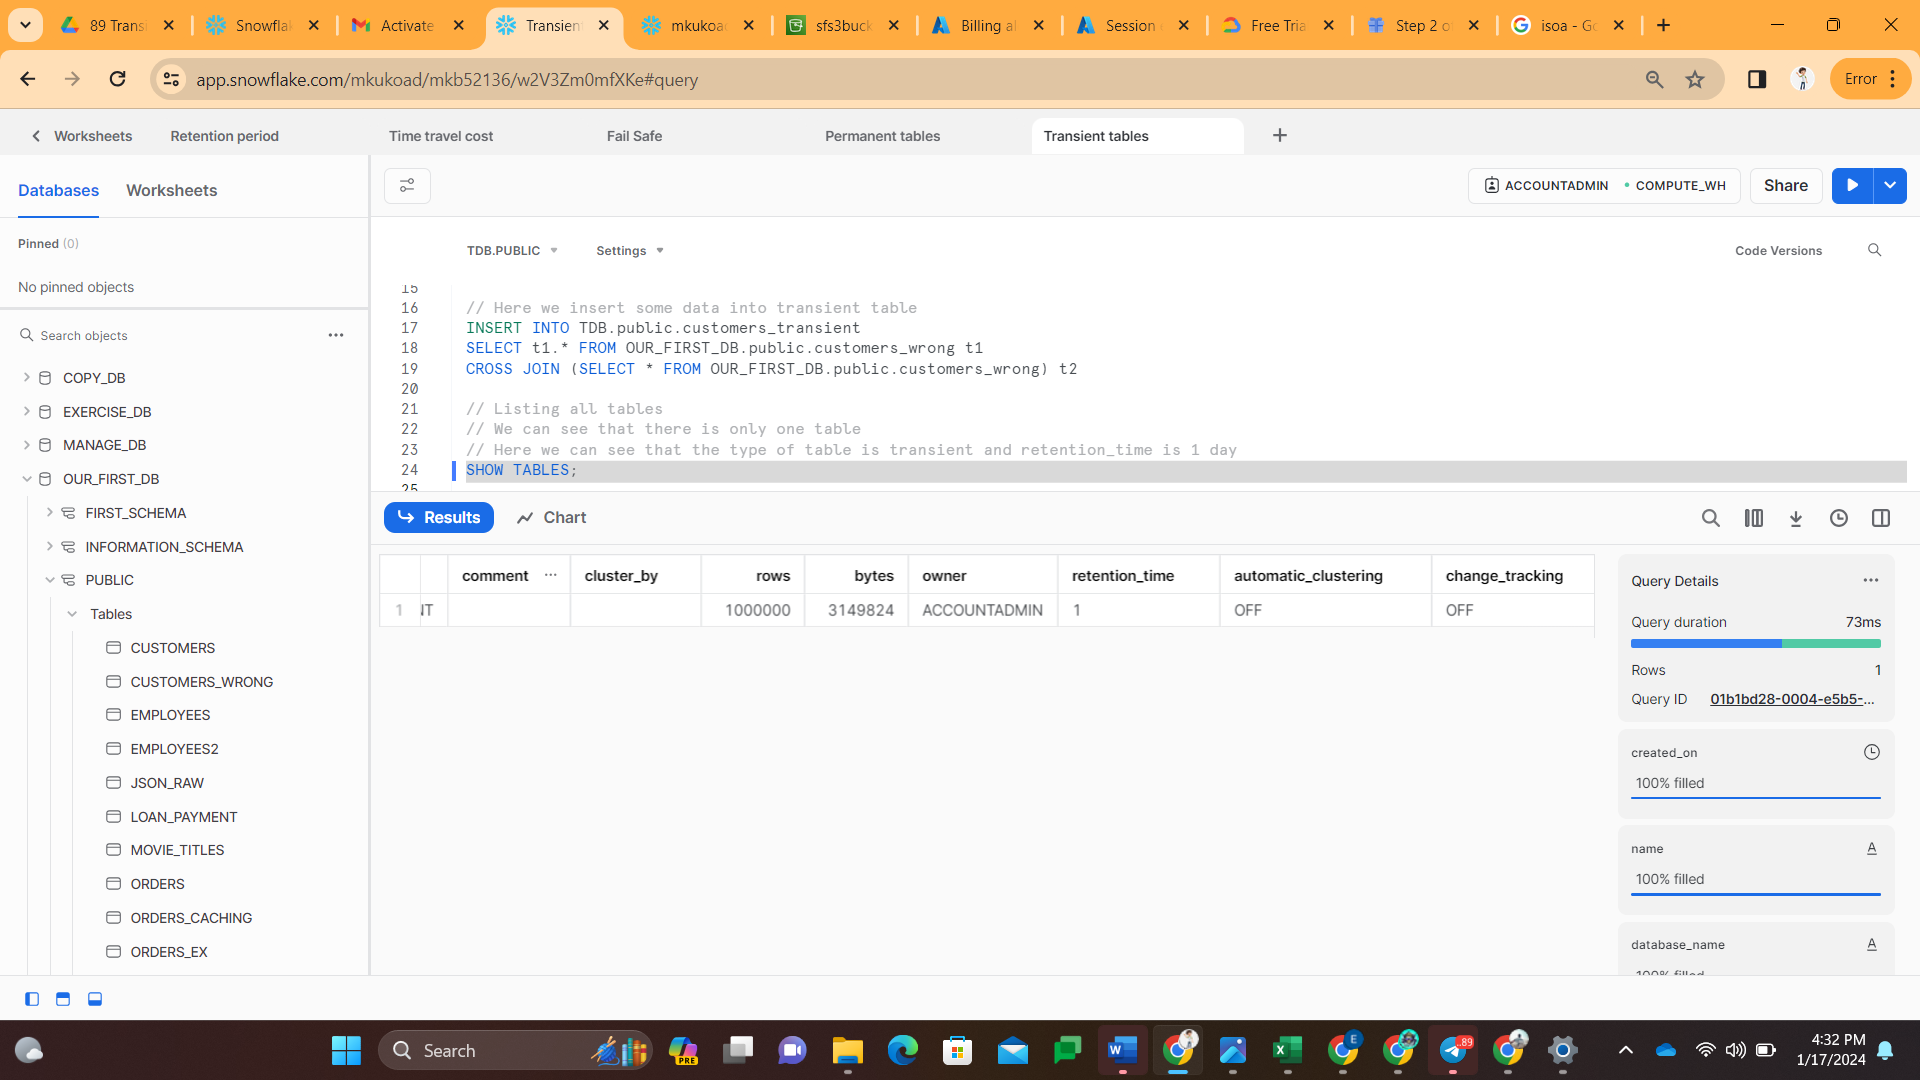 89 Transi
Snowflak
Activate
Transien
mkukoad
sfs3buck
Billing al
Session
Free Tria
Step 2 o
isoa - Go
app.snowflake.com/mkukoad/mkb52136/w2V3Zm0mfXKe#query
Error
Worksheets
Retention period
Time travel cost
Fail Safe
Permanent tables
Transient tables
Databases
Worksheets
ACCOUNTADMIN
COMPUTE_WH
Share
Pinned (0)
No pinned objects
TDB.PUBLIC
Settings
Code Versions
Search objects
COPY_DB
EXERCISE_DB
MANAGE_DB
OUR_FIRST_DB
FIRST_SCHEMA
INFORMATION_SCHEMA
PUBLIC
Tables
CUSTOMERS
CUSTOMERS_WRONG
EMPLOYEES
EMPLOYEES2
JSON_RAW
LOAN_PAYMENT
MOVIE_TITLES
ORDERS
ORDERS_CACHING
ORDERS_EX
15
16 // Here we insert some data into transient table
17 INSERT INTO TDB.public.customers_transient
18 SELECT t1.* FROM OUR_FIRST_DB.public.customers_wrong t1
19 CROSS JOIN (SELECT * FROM OUR_FIRST_DB.public.customers_wrong) t2
20
21 // Listing all tables
22 // We can see that there is only one table
23 // Here we can see that the type of table is transient and retention_time is 1 day
24 SHOW TABLES;
25
Results
Chart
comment ... cluster_by rows bytes owner retention_time automatic_clustering change_tracking
1 NT 1000000 3149824 ACCOUNTADMIN 1 OFF OFF
Query Details
Query duration 73ms
Rows 1
Query ID 01b1bd28-0004-e5b5-...
created_on
100% filled
name
A
100% filled
database_name
A
100% filled
Search
PRE
E
.89
4:32 PM
1/17/2024